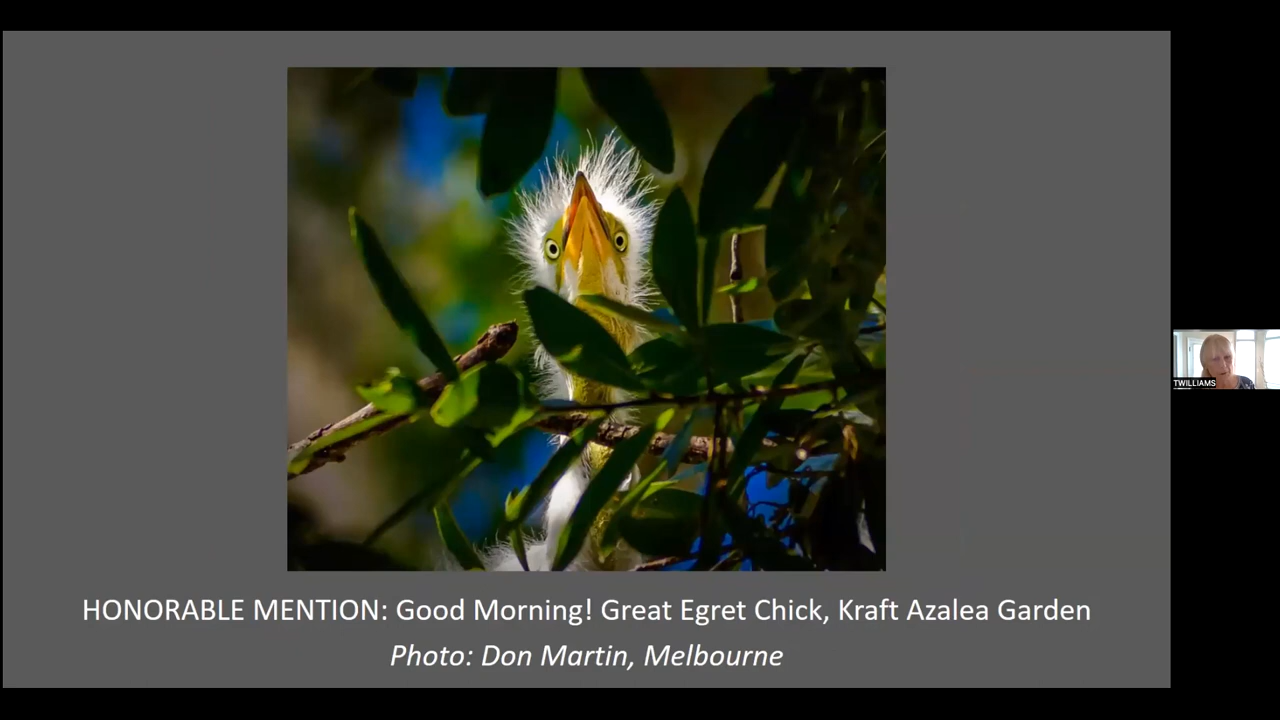 HONORABLE MENTION: Good Morning! Great Egret Chick, Kraft Azalea Garden
Photo: Don Martin, Melbourne
TWILLIAMS